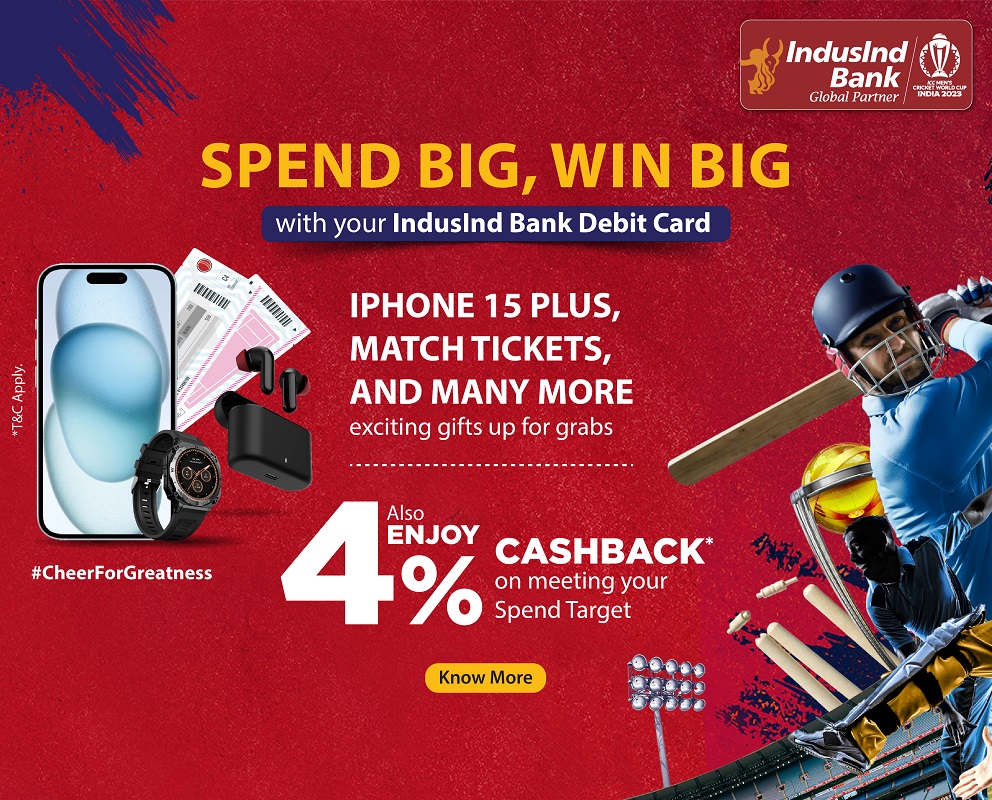 IndusInd
Bank
Global Partner
ICC MEN'S
CRICKET WORLD CUP
INDIA 2023
SPEND BIG, WIN BIG
with your IndusInd Bank Debit Card
IPHONE 15 PLUS,
MATCH TICKETS,
AND MANY MORE
exciting gifts up for grabs
*T&C Apply.
#CheerForGreatness
Also
ENJOY
4%
CASHBACK*
on meeting your
Spend Target
Know More